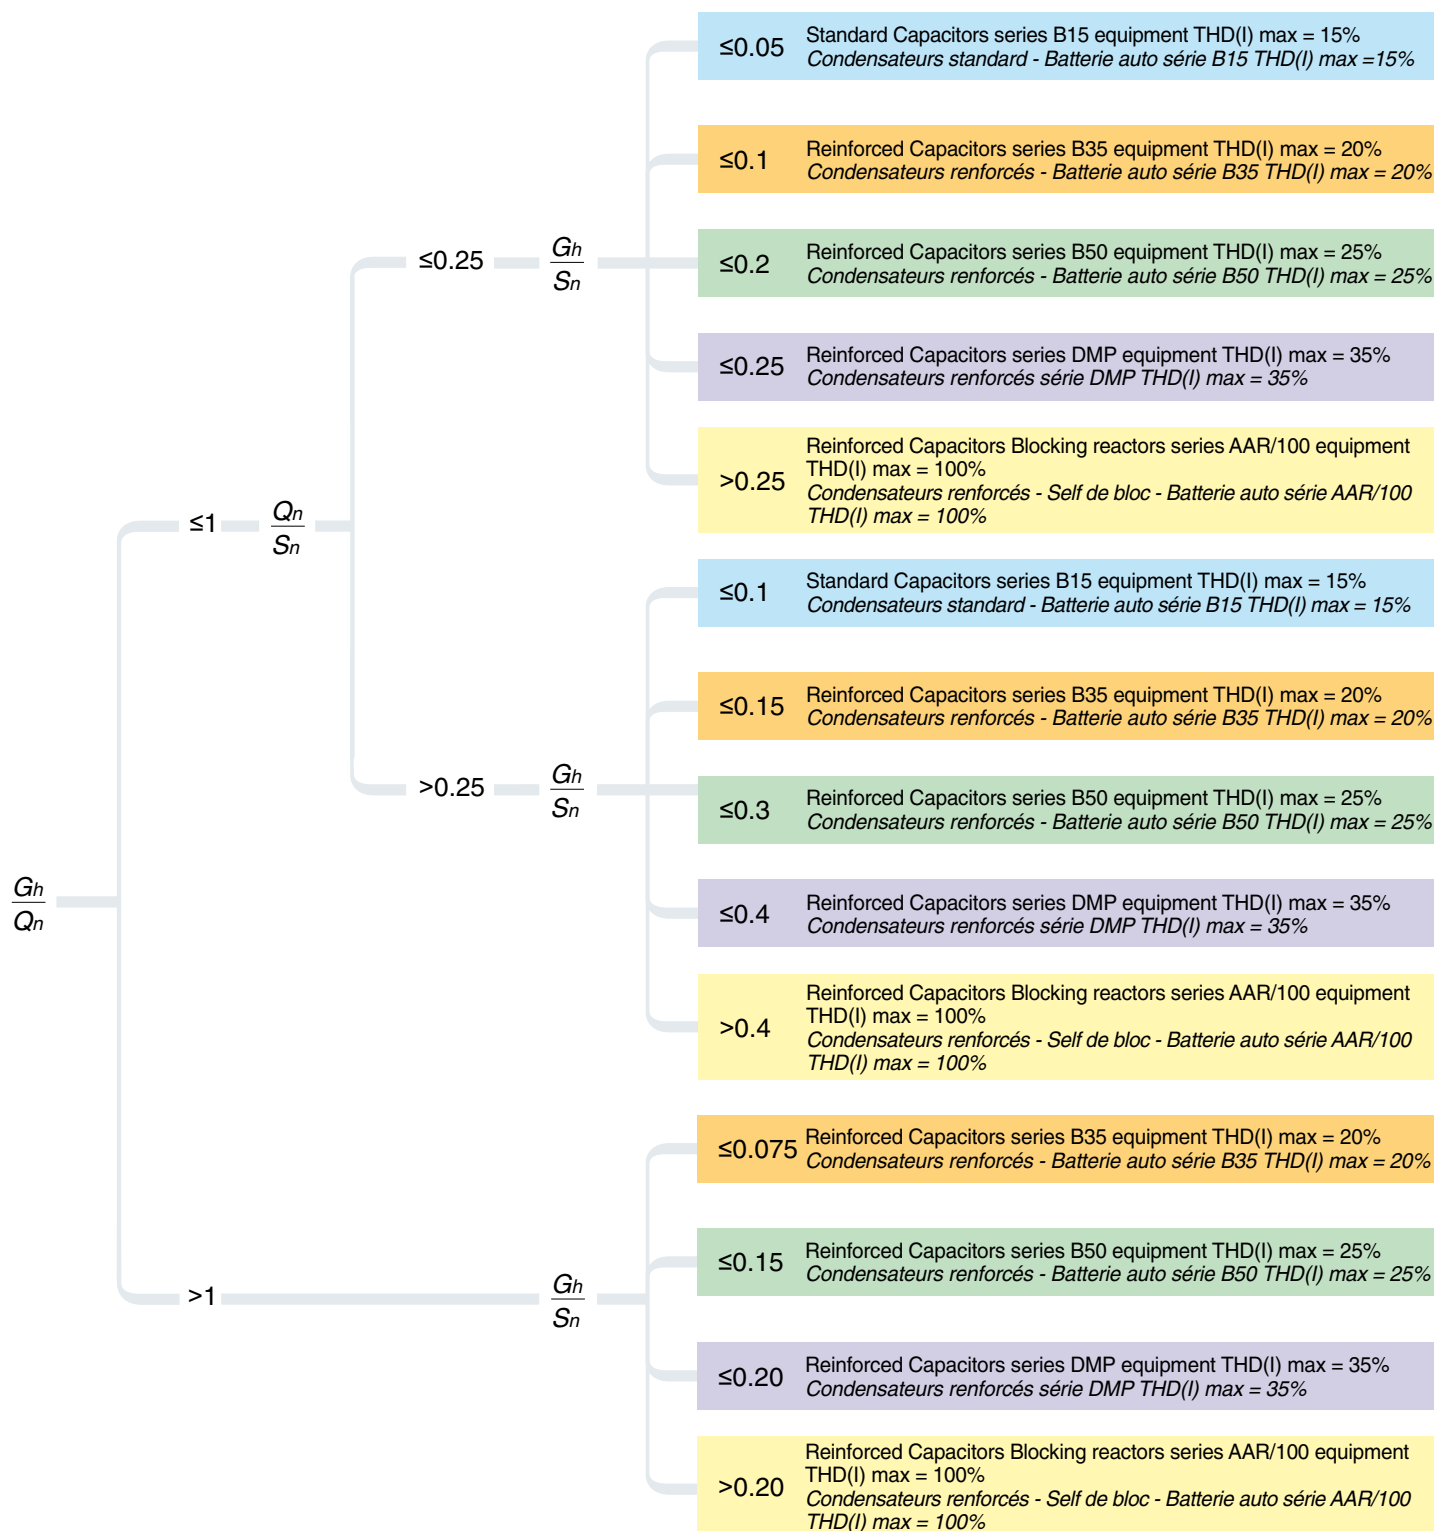 ≤0.05
Standard Capacitors series B15 equipment THD(I) max = 15%
Condensateurs standard - Batterie auto série B15 THD(I) max =15%
≤0.1
Reinforced Capacitors series B35 equipment THD(I) max = 20%
Condensateurs renforcés - Batterie auto série B35 THD(I) max = 20%
≤0.25
Gh
Sn
≤0.2
Reinforced Capacitors series B50 equipment THD(I) max = 25%
Condensateurs renforcés - Batterie auto série B50 THD(I) max = 25%
≤0.25
Reinforced Capacitors series DMP equipment THD(I) max = 35%
Condensateurs renforcés série DMP THD(I) max = 35%
>0.25
Reinforced Capacitors Blocking reactors series AAR/100 equipment
THD(I) max = 100%
Condensateurs renforcés - Self de bloc - Batterie auto série AAR/100
THD(I) max = 100%
≤1
Qn
Sn
≤0.1
Standard Capacitors series B15 equipment THD(I) max = 15%
Condensateurs standard - Batterie auto série B15 THD(I) max = 15%
≤0.15
Reinforced Capacitors series B35 equipment THD(I) max = 20%
Condensateurs renforcés - Batterie auto série B35 THD(I) max = 20%
>0.25
Gh
Sn
≤0.3
Reinforced Capacitors series B50 equipment THD(I) max = 25%
Condensateurs renforcés - Batterie auto série B50 THD(I) max = 25%
Gh
Qn
≤0.4
Reinforced Capacitors series DMP equipment THD(I) max = 35%
Condensateurs renforcés série DMP THD(I) max = 35%
>0.4
Reinforced Capacitors Blocking reactors series AAR/100 equipment
THD(I) max = 100%
Condensateurs renforcés - Self de bloc - Batterie auto série AAR/100
THD(I) max = 100%
≤0.075
Reinforced Capacitors series B35 equipment THD(I) max = 20%
Condensateurs renforcés - Batterie auto série B35 THD(I) max = 20%
≤0.15
Reinforced Capacitors series B50 equipment THD(I) max = 25%
Condensateurs renforcés - Batterie auto série B50 THD(I) max = 25%
>1
Gh
Sn
≤0.20
Reinforced Capacitors series DMP equipment THD(I) max = 35%
Condensateurs renforcés série DMP THD(I) max = 35%
>0.20
Reinforced Capacitors Blocking reactors series AAR/100 equipment
THD(I) max = 100%
Condensateurs renforcés - Self de bloc - Batterie auto série AAR/100
THD(I) max = 100%